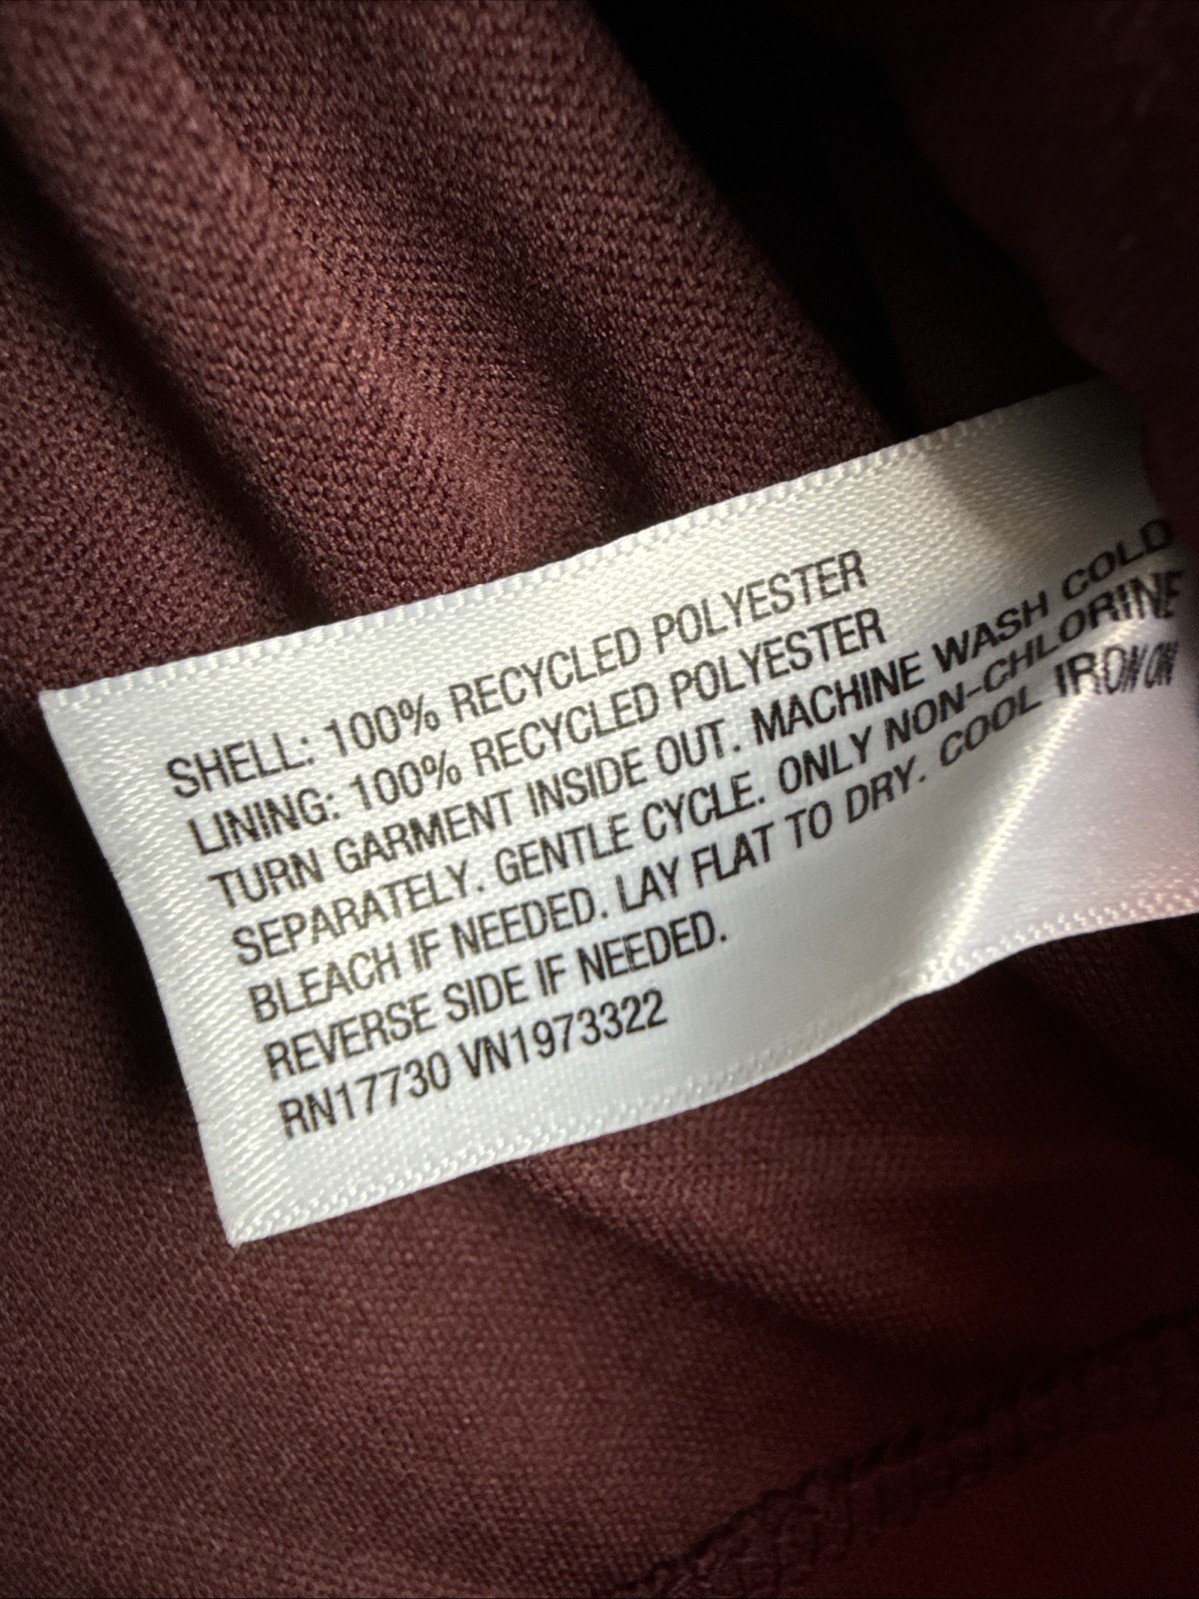 SHELL: 100% RECYCLED POLYESTER
LINING: 100% RECYCLED POLYESTER
TURN GARMENT INSIDE OUT. MACHINE WASH COLD
SEPARATELY. GENTLE CYCLE. ONLY NON-CHLORINE
BLEACH IF NEEDED. LAY FLAT TO DRY. COOL IRON ON
REVERSE SIDE IF NEEDED.
RN17730 VN1973322